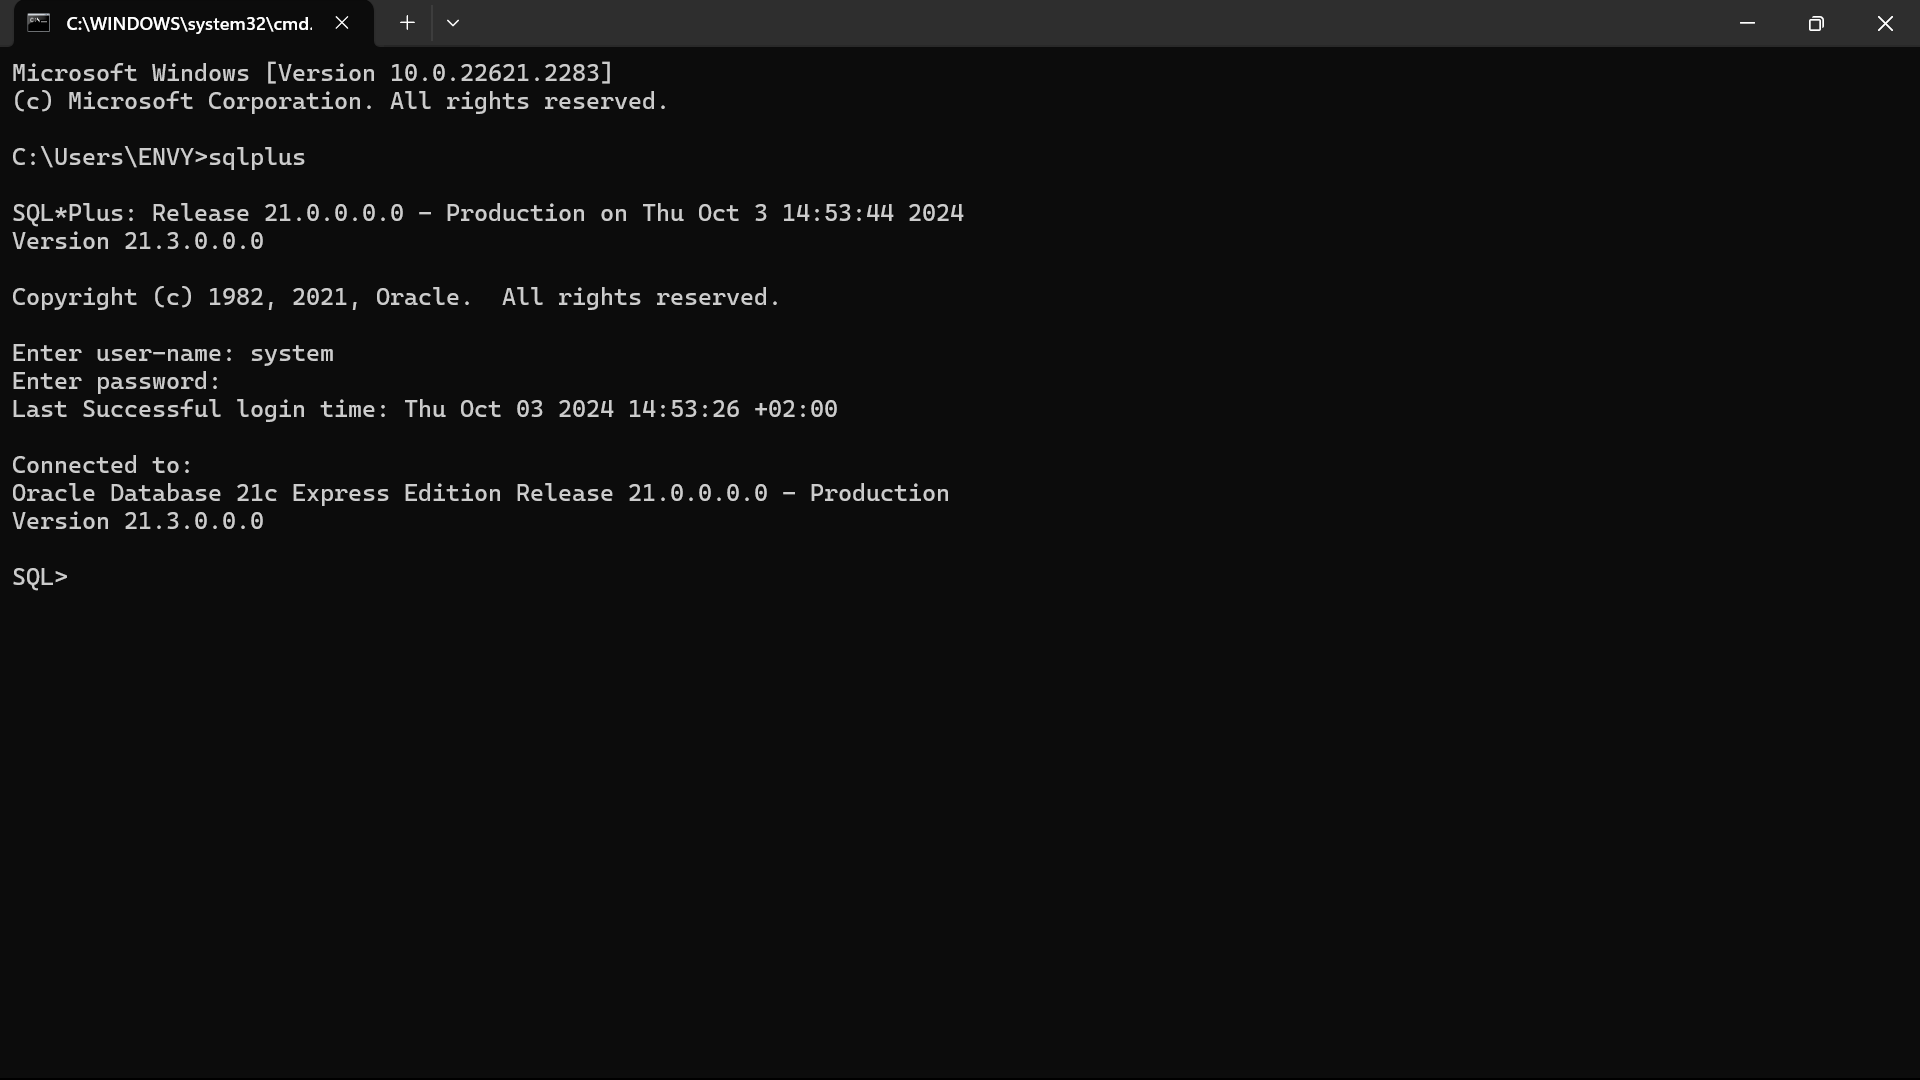 C:\WINDOWS\system32\cmd.
Microsoft Windows [Version 10.0.22621.2283]
(c) Microsoft Corporation. All rights reserved.
C:\Users\ENVY>sqlplus
SQL*Plus: Release 21.0.0.0.0 - Production on Thu Oct 3 14:53:44 2024
Version 21.3.0.0.0
Copyright (c) 1982, 2021, Oracle.  All rights reserved.
Enter user-name: system
Enter password:
Last Successful login time: Thu Oct 03 2024 14:53:26 +02:00
Connected to:
Oracle Database 21c Express Edition Release 21.0.0.0.0 - Production
Version 21.3.0.0.0
SQL>